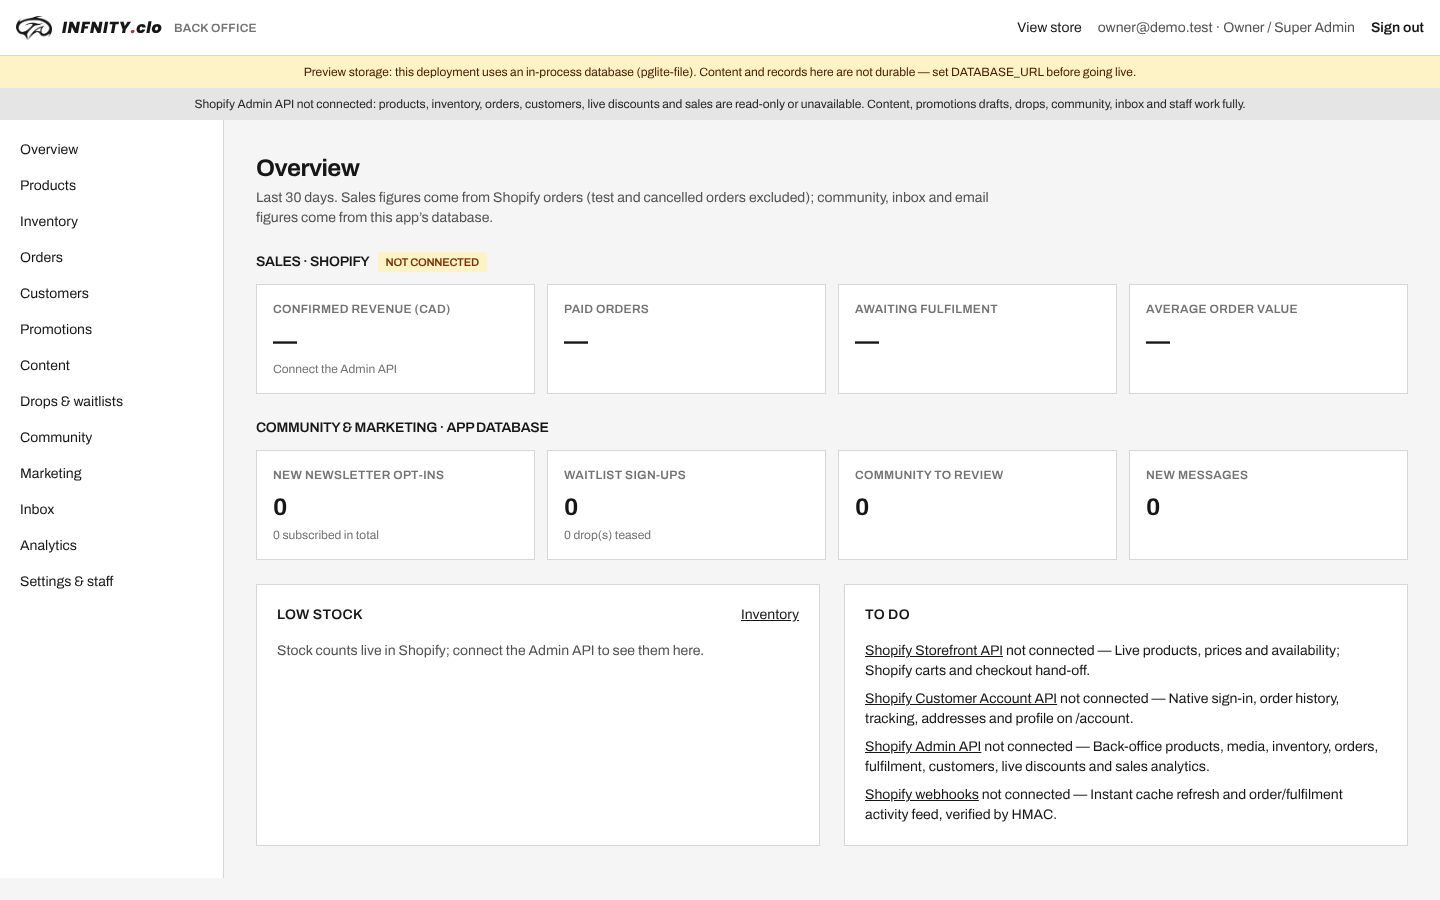 INFNITY.clo BACK OFFICE
View store owner@demo.test · Owner / Super Admin Sign out
Preview storage: this deployment uses an in-process database (pglite-file). Content and records here are not durable — set DATABASE_URL before going live.
Shopify Admin API not connected: products, inventory, orders, customers, live discounts and sales are read-only or unavailable. Content, promotions drafts, drops, community, inbox and staff work fully.
Overview
Products
Inventory
Orders
Customers
Promotions
Content
Drops & waitlists
Community
Marketing
Inbox
Analytics
Settings & staff
Overview
Last 30 days. Sales figures come from Shopify orders (test and cancelled orders excluded); community, inbox and email
figures come from this app's database.
SALES · SHOPIFY NOT CONNECTED
CONFIRMED REVENUE (CAD)
—
Connect the Admin API
PAID ORDERS
—
AWAITING FULFILMENT
—
AVERAGE ORDER VALUE
—
COMMUNITY & MARKETING · APP DATABASE
NEW NEWSLETTER OPT-INS
0
0 subscribed in total
WAITLIST SIGN-UPS
0
0 drop(s) teased
COMMUNITY TO REVIEW
0
NEW MESSAGES
0
LOW STOCK Inventory
Stock counts live in Shopify; connect the Admin API to see them here.
TO DO
Shopify Storefront API not connected — Live products, prices and availability;
Shopify carts and checkout hand-off.
Shopify Customer Account API not connected — Native sign-in, order history,
tracking, addresses and profile on /account.
Shopify Admin API not connected — Back-office products, media, inventory, orders,
fulfilment, customers, live discounts and sales analytics.
Shopify webhooks not connected — Instant cache refresh and order/fulfilment
activity feed, verified by HMAC.